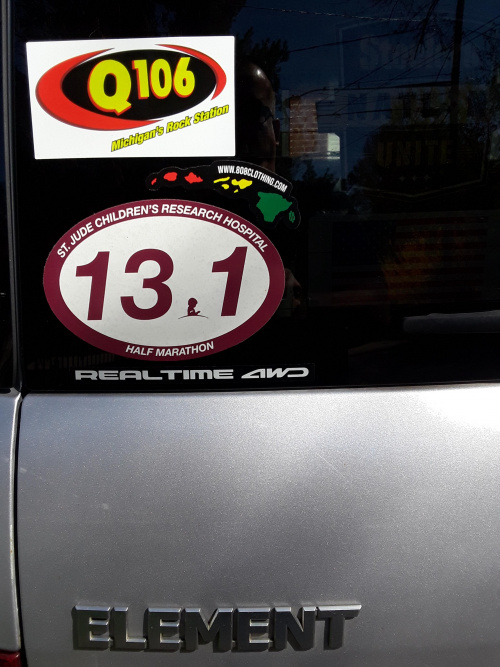 Q106
Michigan's Rock Station
WWW.808CLOTHING.COM
ST. JUDE CHILDREN'S RESEARCH HOSPITAL
13.1
HALF MARATHON
REALTIME 4WD
UNITE
ELEMENT